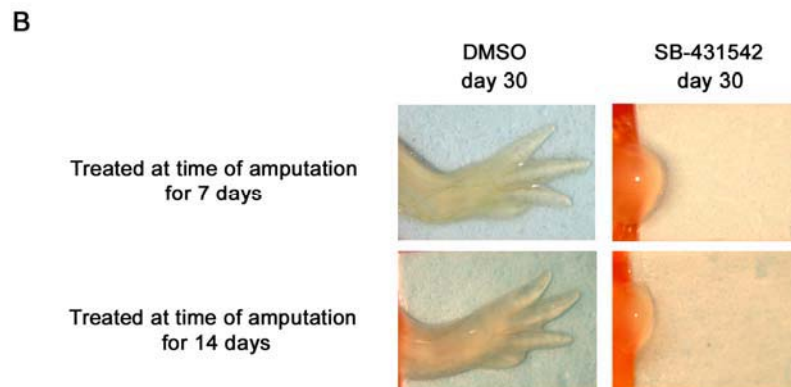 B
DMSO
day 30
SB-431542
day 30
Treated at time of amputation
for 7 days
Treated at time of amputation
for 14 days